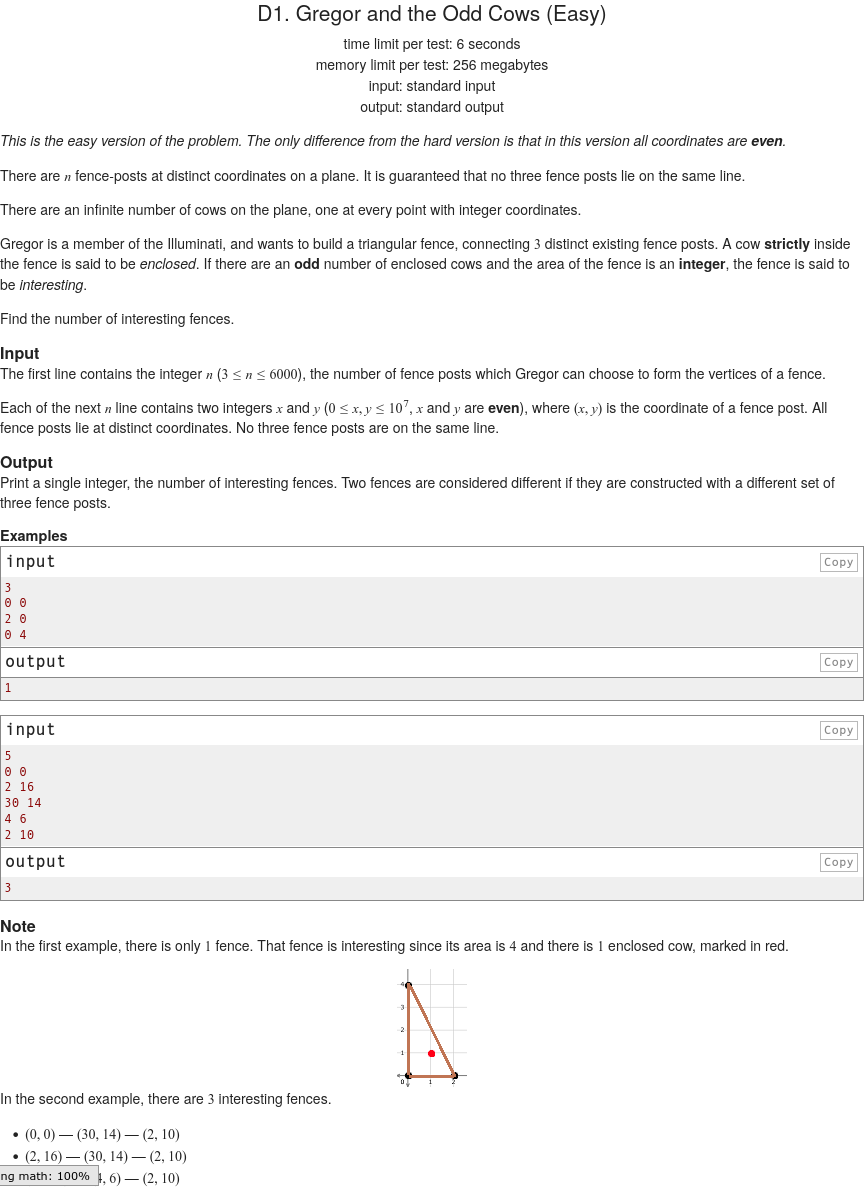 D1. Gregor and the Odd Cows (Easy)
time limit per test: 6 seconds
memory limit per test: 256 megabytes
input: standard input
output: standard output
This is the easy version of the problem. The only difference from the hard version is that in this version all coordinates are even.
There are n fence-posts at distinct coordinates on a plane. It is guaranteed that no three fence posts lie on the same line.
There are an infinite number of cows on the plane, one at every point with integer coordinates.
Gregor is a member of the Illuminati, and wants to build a triangular fence, connecting 3 distinct existing fence posts. A cow strictly inside
the fence is said to be enclosed. If there are an odd number of enclosed cows and the area of the fence is an integer, the fence is said to
be interesting.
Find the number of interesting fences.
Input
The first line contains the integer n (3 ≤ n ≤ 6000), the number of fence posts which Gregor can choose to form the vertices of a fence.
Each of the next n line contains two integers x and y (0 ≤ x, y ≤ 10^7, x and y are even), where (x, y) is the coordinate of a fence post. All
fence posts lie at distinct coordinates. No three fence posts are on the same line.
Output
Print a single integer, the number of interesting fences. Two fences are considered different if they are constructed with a different set of
three fence posts.
Examples
input Copy
3
0 0
2 0
0 4
output Copy
1
input Copy
5
0 0
2 16
30 14
4 6
2 10
output Copy
3
Note
In the first example, there is only 1 fence. That fence is interesting since its area is 4 and there is 1 enclosed cow, marked in red.
4
3
2
1
0 1 2
In the second example, there are 3 interesting fences.
• (0, 0) — (30, 14) — (2, 10)
• (2, 16) — (30, 14) — (2, 10)
ng math: 100% 4, 6) — (2, 10)